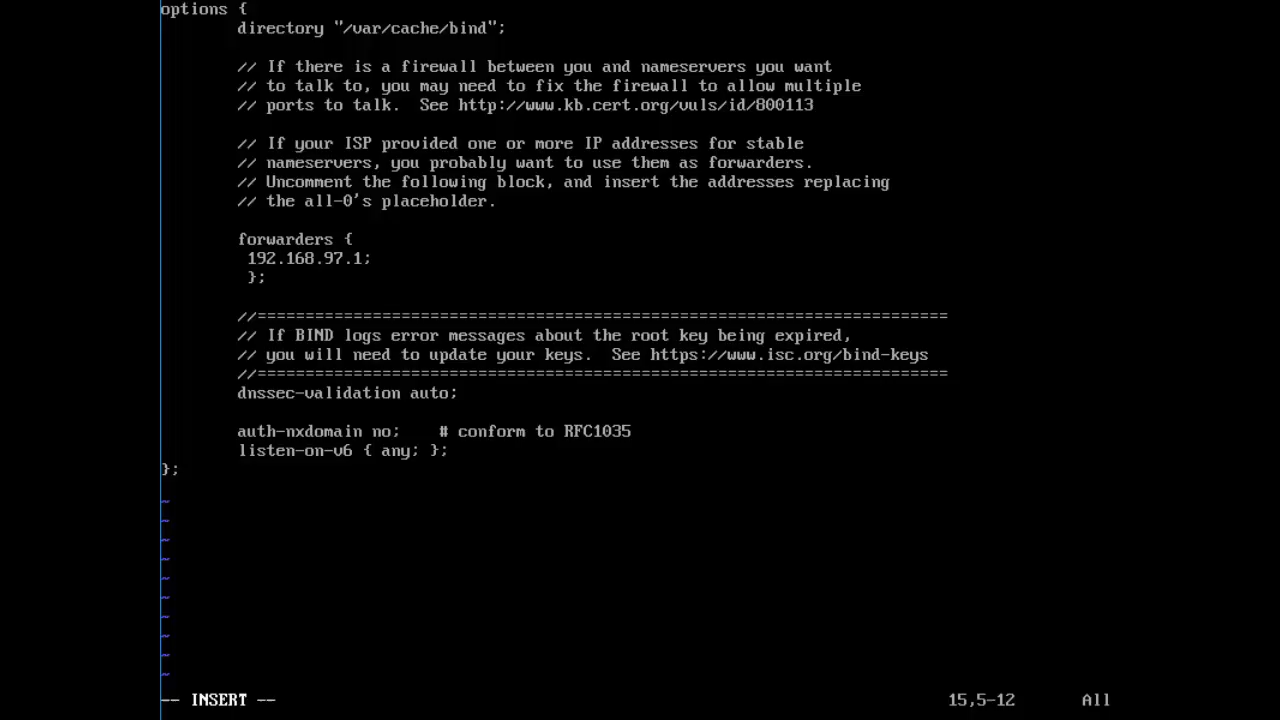 options {
directory "/var/cache/bind";
// If there is a firewall between you and nameservers you want
// to talk to, you may need to fix the firewall to allow multiple
// ports to talk.  See http://www.kb.cert.org/vuls/id/800113
// If your ISP provided one or more IP addresses for stable
// nameservers, you probably want to use them as forwarders.
// Uncomment the following block, and insert the addresses replacing
// the all-0's placeholder.
forwarders {
192.168.97.1;
};
//========================================================================
// If BIND logs error messages about the root key being expired,
// you will need to update your keys.  See https://www.isc.org/bind-keys
//========================================================================
dnssec-validation auto;
auth-nxdomain no;    # conform to RFC1035
listen-on-v6 { any; };
};
~
~
~
~
~
~
~
~
~
~
-- INSERT -- 15,5-12 All